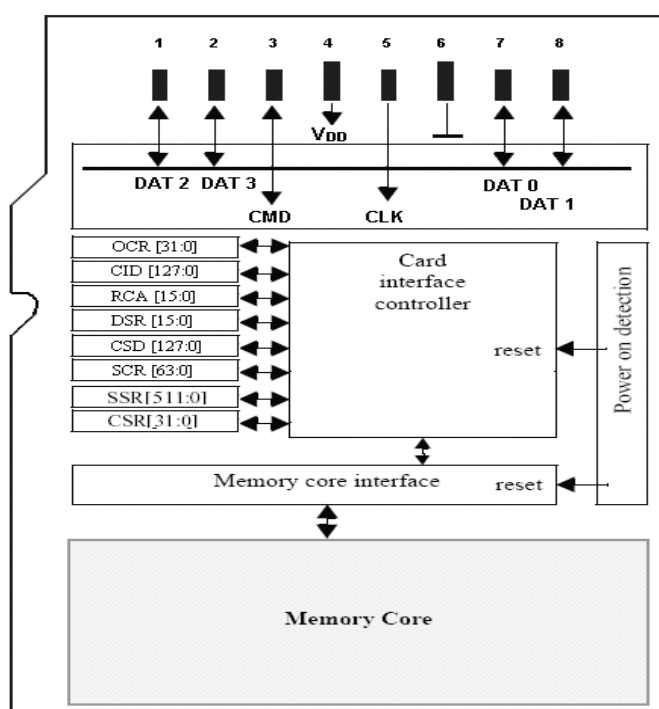 1 2 3 4 5 6 7 8
VDD
DAT 2 DAT 3 DAT 0
DAT 1
CMD CLK
OCR [31:0]
CID [127:0]
RCA [15:0]
DSR [15:0]
CSD [127:0]
SCR [63:0]
SSR[511:0]
CSR[31:0]
Card
interface
controller
reset
Power on detection
Memory core interface reset
Memory Core